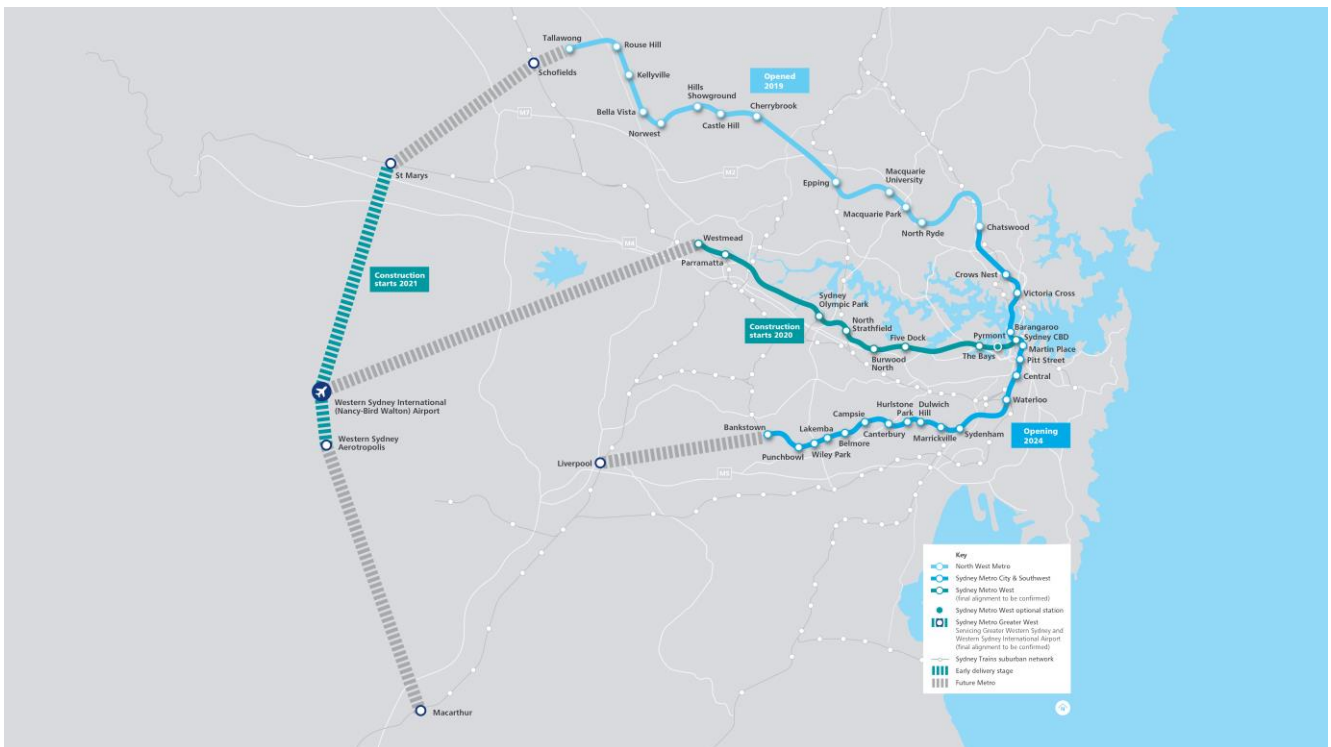 Tallawong
Rouse Hill
Schofields
Kellyville
Opened
2019
Hills
Showground
Cherrybrook
Bella Vista
Castle Hill
Norwest
M7
St Marys
M2
Epping
Macquarie
University
Macquarie Park
North Ryde
Chatswood
Westmead
M4
Parramatta
Construction
starts 2021
Crows Nest
Victoria Cross
Sydney
Olympic Park
Construction
starts 2020
North
Strathfield
Five Dock
Pyrmont
Barangaroo
Sydney CBD
Martin Place
The Bays
Pitt Street
Burwood
North
Central
Western Sydney International
(Nancy-Bird Walton) Airport
Waterloo
Hurlstone
Park
Dulwich
Hill
Campsie
Lakemba
Bankstown
Canterbury
Belmore
Marrickville
Sydenham
Opening
2024
Western Sydney
Aerotropolis
Punchbowl
Wiley Park
Liverpool
M5
Macarthur
Key
North West Metro
Sydney Metro City & Southwest
Sydney Metro West
(final alignment to be confirmed)
Sydney Metro West optional station
Sydney Metro Greater West
Servicing Greater Western Sydney and
Western Sydney International Airport
(final alignment to be confirmed)
Sydney Trains suburban network
Early delivery stage
Future Metro